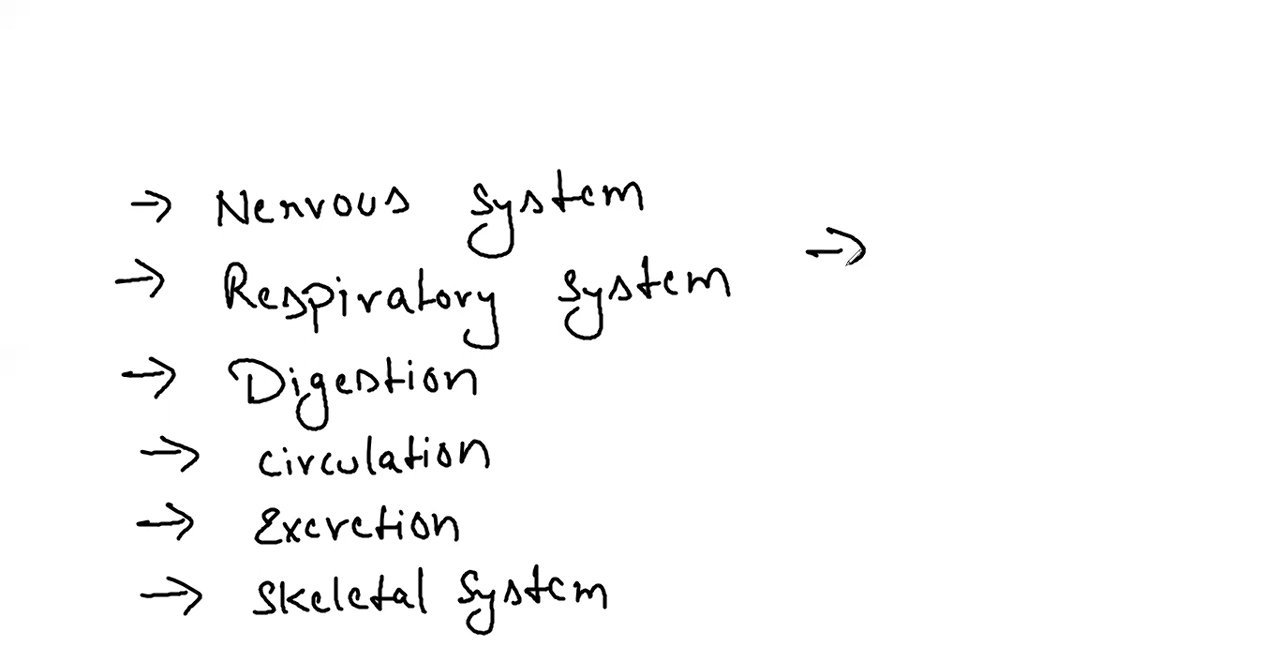 → Nervous system
→ Respiratory system
→ Digestion
→ circulation
→ Excretion
→ Skeletal system
→